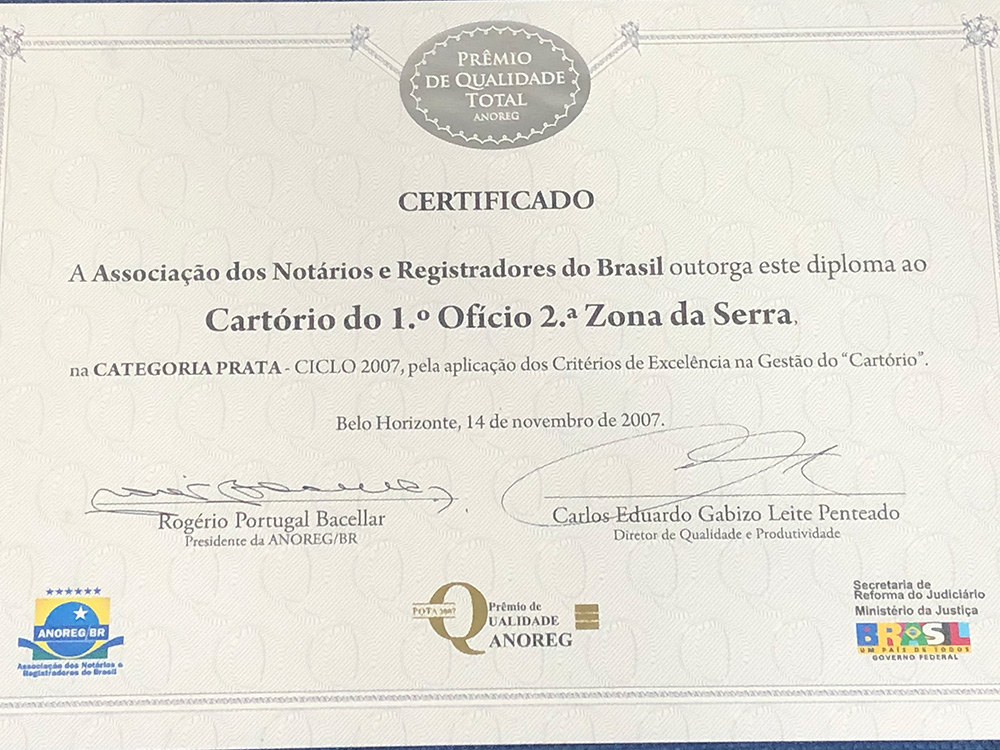 PRÊMIO
DE QUALIDADE
TOTAL
ANOREG
CERTIFICADO
A Associação dos Notários e Registradores do Brasil outorga este diploma ao
Cartório do 1.º Ofício 2.ª Zona da Serra,
na CATEGORIA PRATA - CICLO 2007, pela aplicação dos Critérios de Excelência na Gestão do “Cartório”.
Belo Horizonte, 14 de novembro de 2007.
Rogério Portugal Bacellar
Presidente da ANOREG/BR
Carlos Eduardo Gabizo Leite Penteado
Diretor de Qualidade e Produtividade
ANOREG BR
Associação dos Notários e
Registradores do Brasil
PQTA 2007
Prêmio de
QUALIDADE
ANOREG
Secretaria de
Reforma do Judiciário
Ministério da Justiça
BRASIL
UM PAÍS DE TODOS
GOVERNO FEDERAL